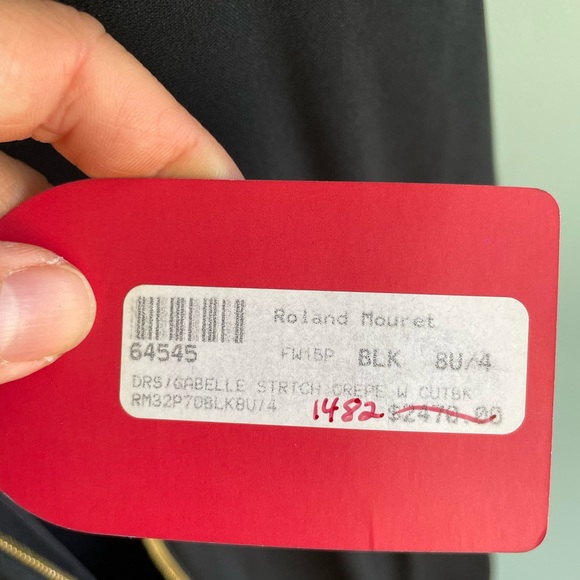 Roland Mouret
64545 FW15P BLK 8U/4
DRS/GABELLE STRTCH CREPE W CUTBK
RM32P70BLK8U/4 1482 $2470.00